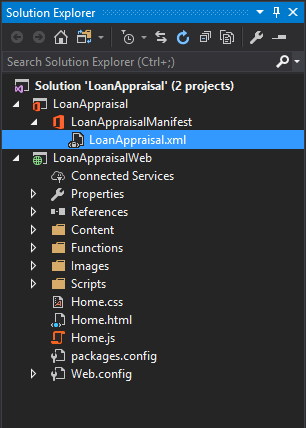 Solution Explorer
Search Solution Explorer (Ctrl+;)
Solution 'LoanAppraisal' (2 projects)
LoanAppraisal
LoanAppraisalManifest
LoanAppraisal.xml
LoanAppraisalWeb
Connected Services
Properties
References
Content
Functions
Images
Scripts
Home.css
Home.html
Home.js
packages.config
Web.config